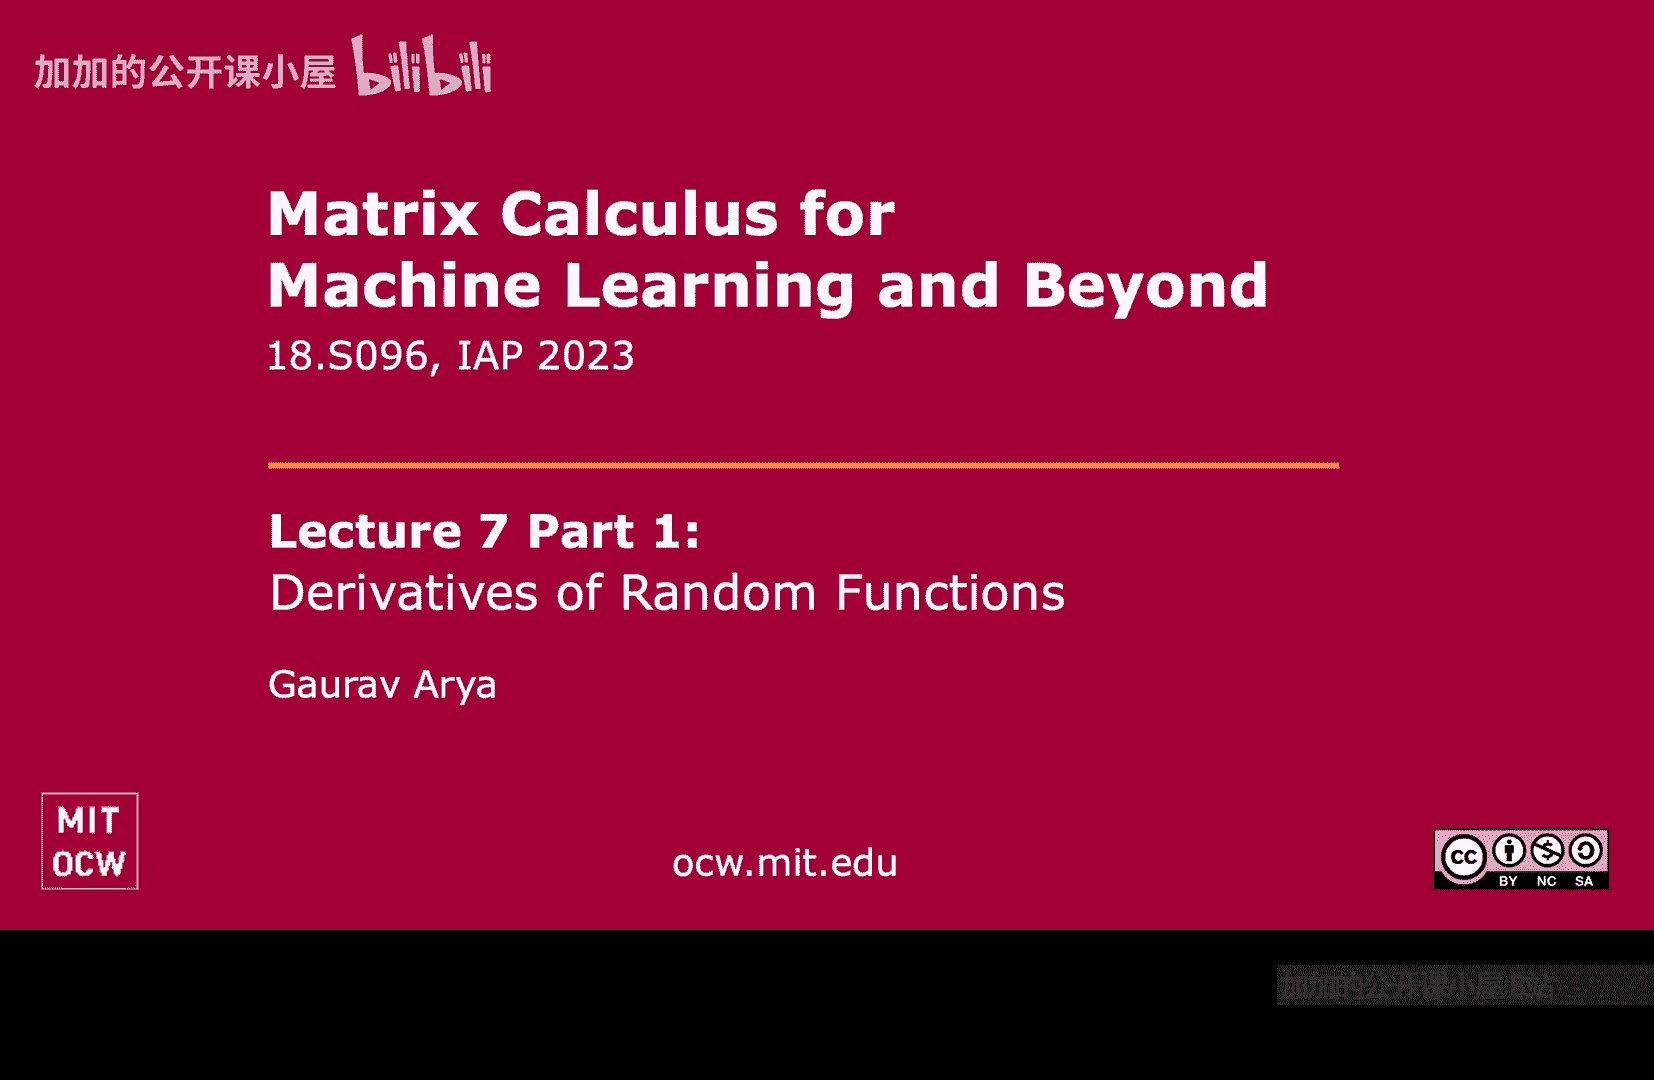 加加的公开课小屋 bilibili
Matrix Calculus for
Machine Learning and Beyond
18.S096, IAP 2023
Lecture 7 Part 1:
Derivatives of Random Functions
Gaurav Arya
MIT
OCW
ocw.mit.edu
cc
BY NC SA
加加的公开课小屋:B站